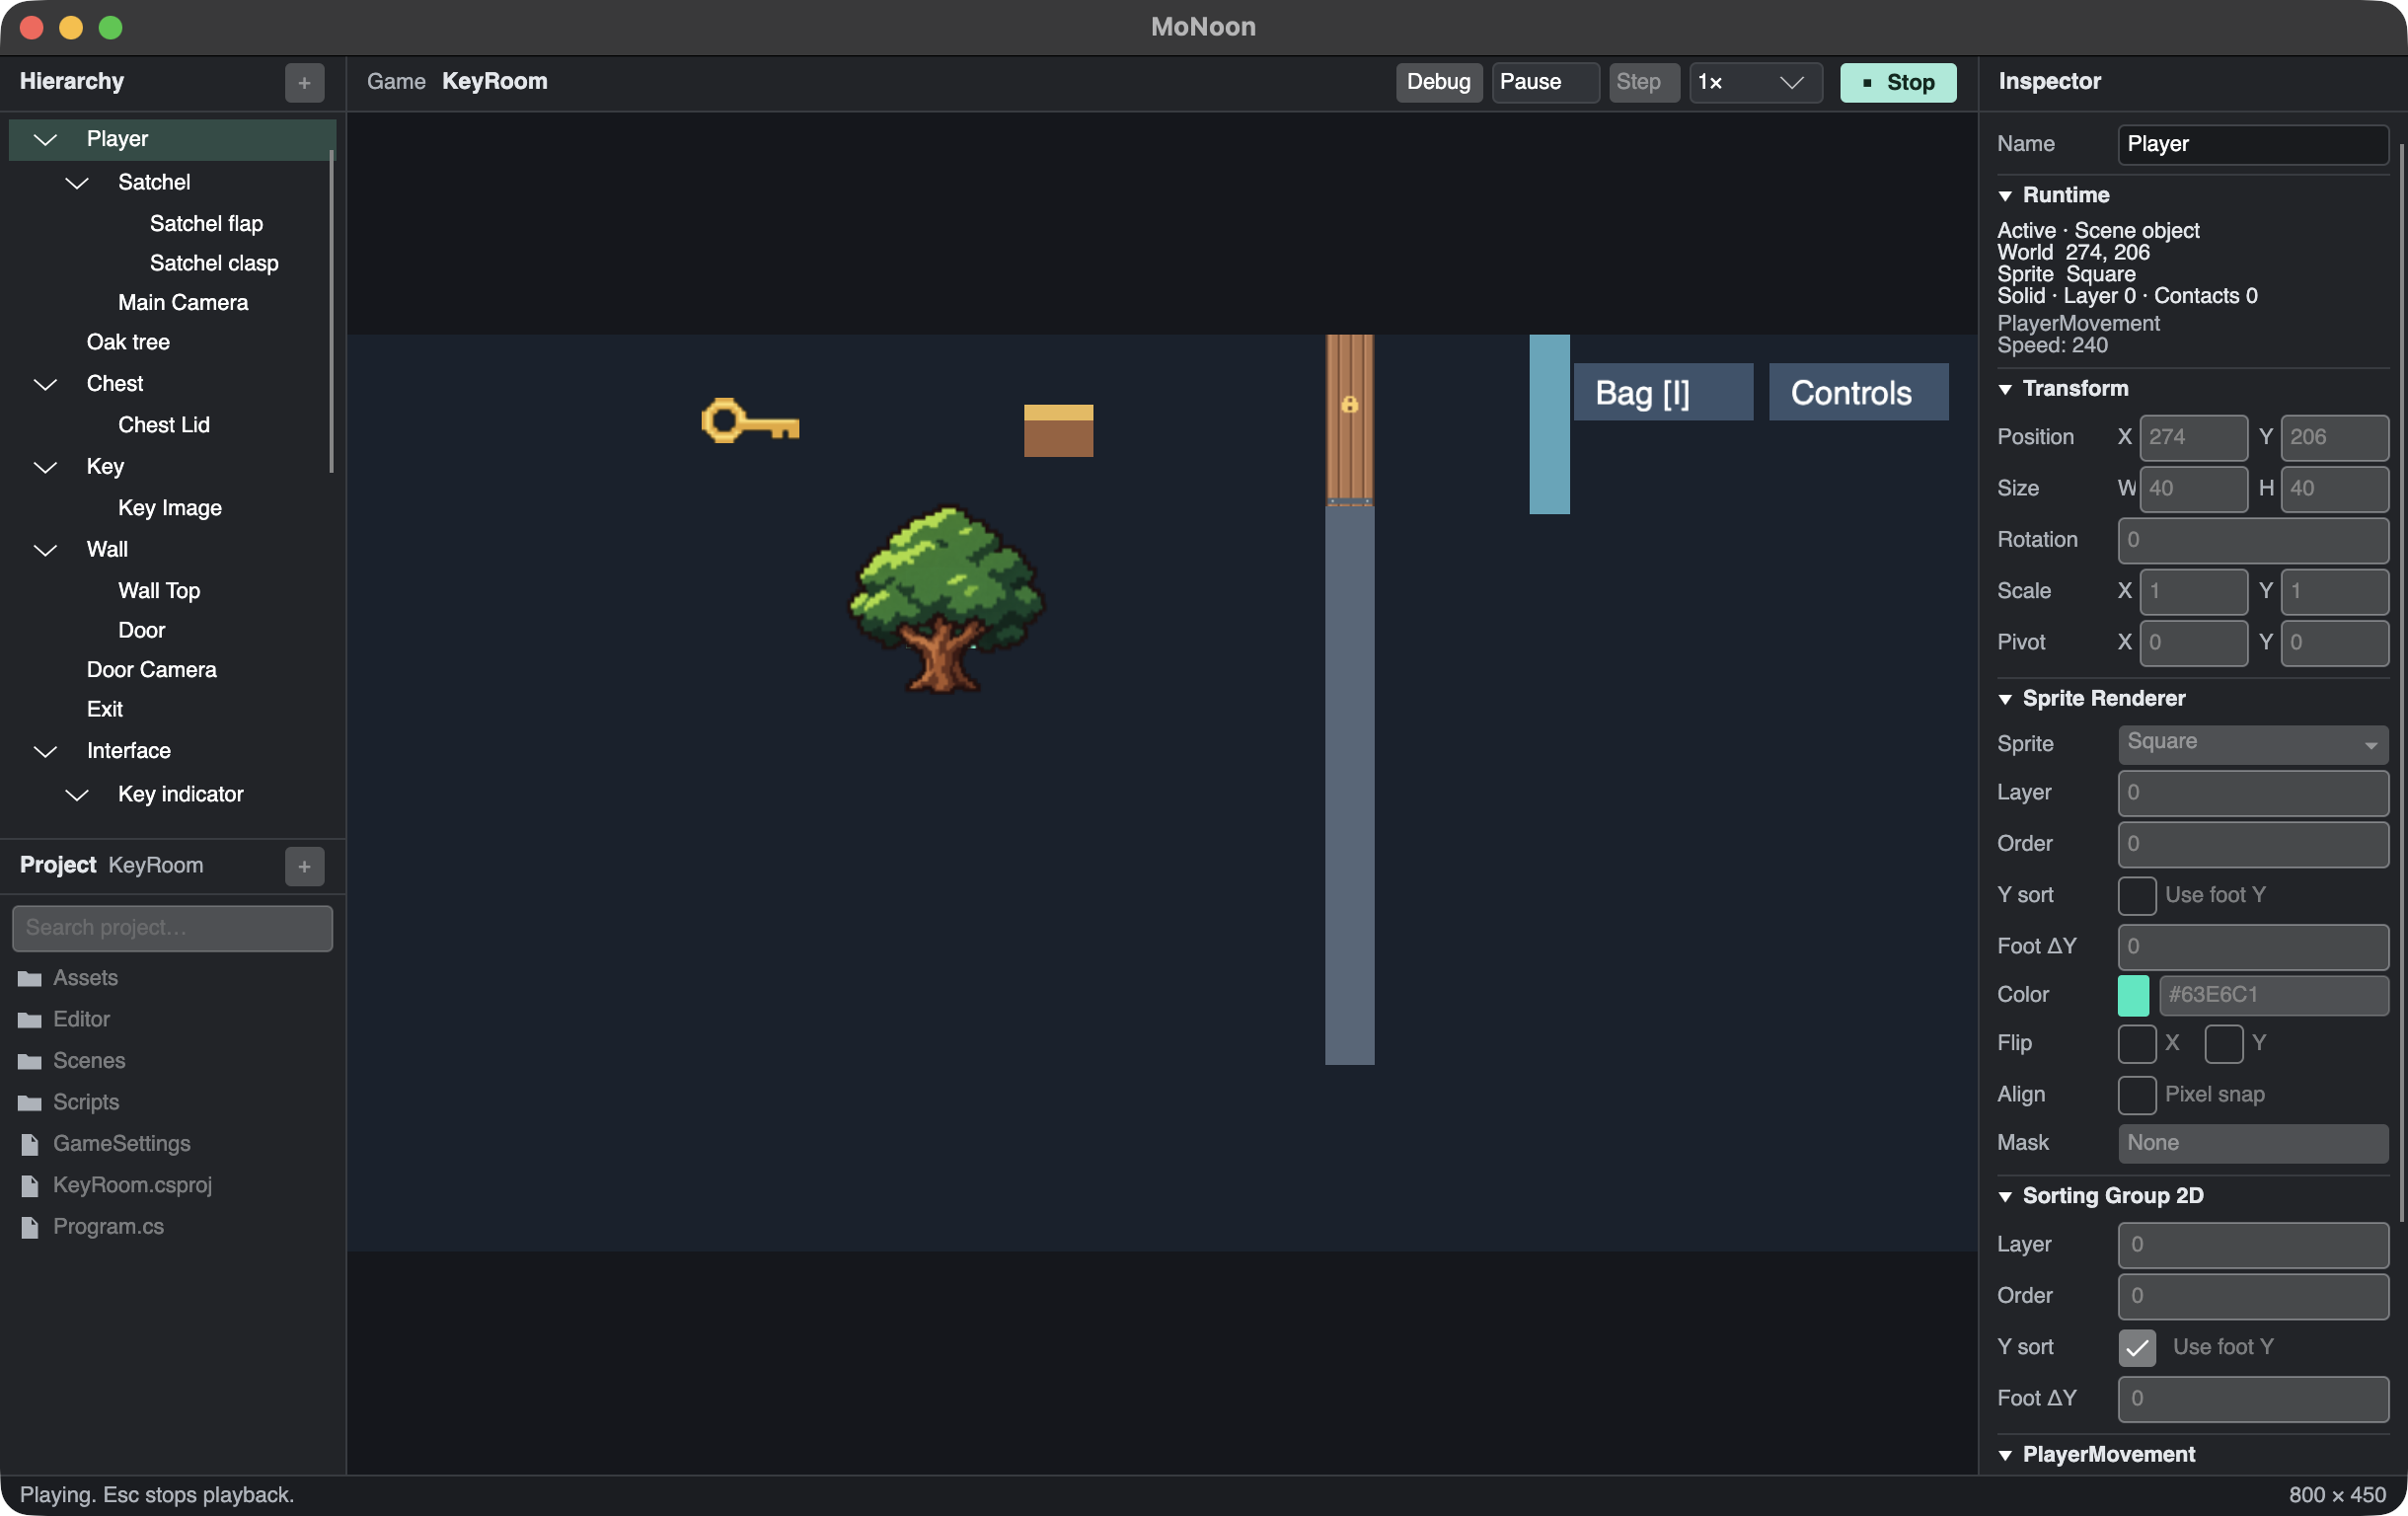 MoNoon
Hierarchy +
Player
Satchel
Satchel flap
Satchel clasp
Main Camera
Oak tree
Chest
Chest Lid
Key
Key Image
Wall
Wall Top
Door
Door Camera
Exit
Interface
Key indicator
Project KeyRoom +
Search project...
Assets
Editor
Scenes
Scripts
GameSettings
KeyRoom.csproj
Program.cs
Game KeyRoom Debug Pause Step 1× Stop
Bag [I] Controls
Inspector
Name Player
Runtime
Active · Scene object
World 274, 206
Sprite Square
Solid · Layer 0 · Contacts 0
PlayerMovement
Speed: 240
Transform
Position X 274 Y 206
Size W 40 H 40
Rotation 0
Scale X 1 Y 1
Pivot X 0 Y 0
Sprite Renderer
Sprite Square
Layer 0
Order 0
Y sort Use foot Y
Foot ΔY 0
Color #63E6C1
Flip X Y
Align Pixel snap
Mask None
Sorting Group 2D
Layer 0
Order 0
Y sort Use foot Y
Foot ΔY 0
PlayerMovement
Playing. Esc stops playback. 800 × 450